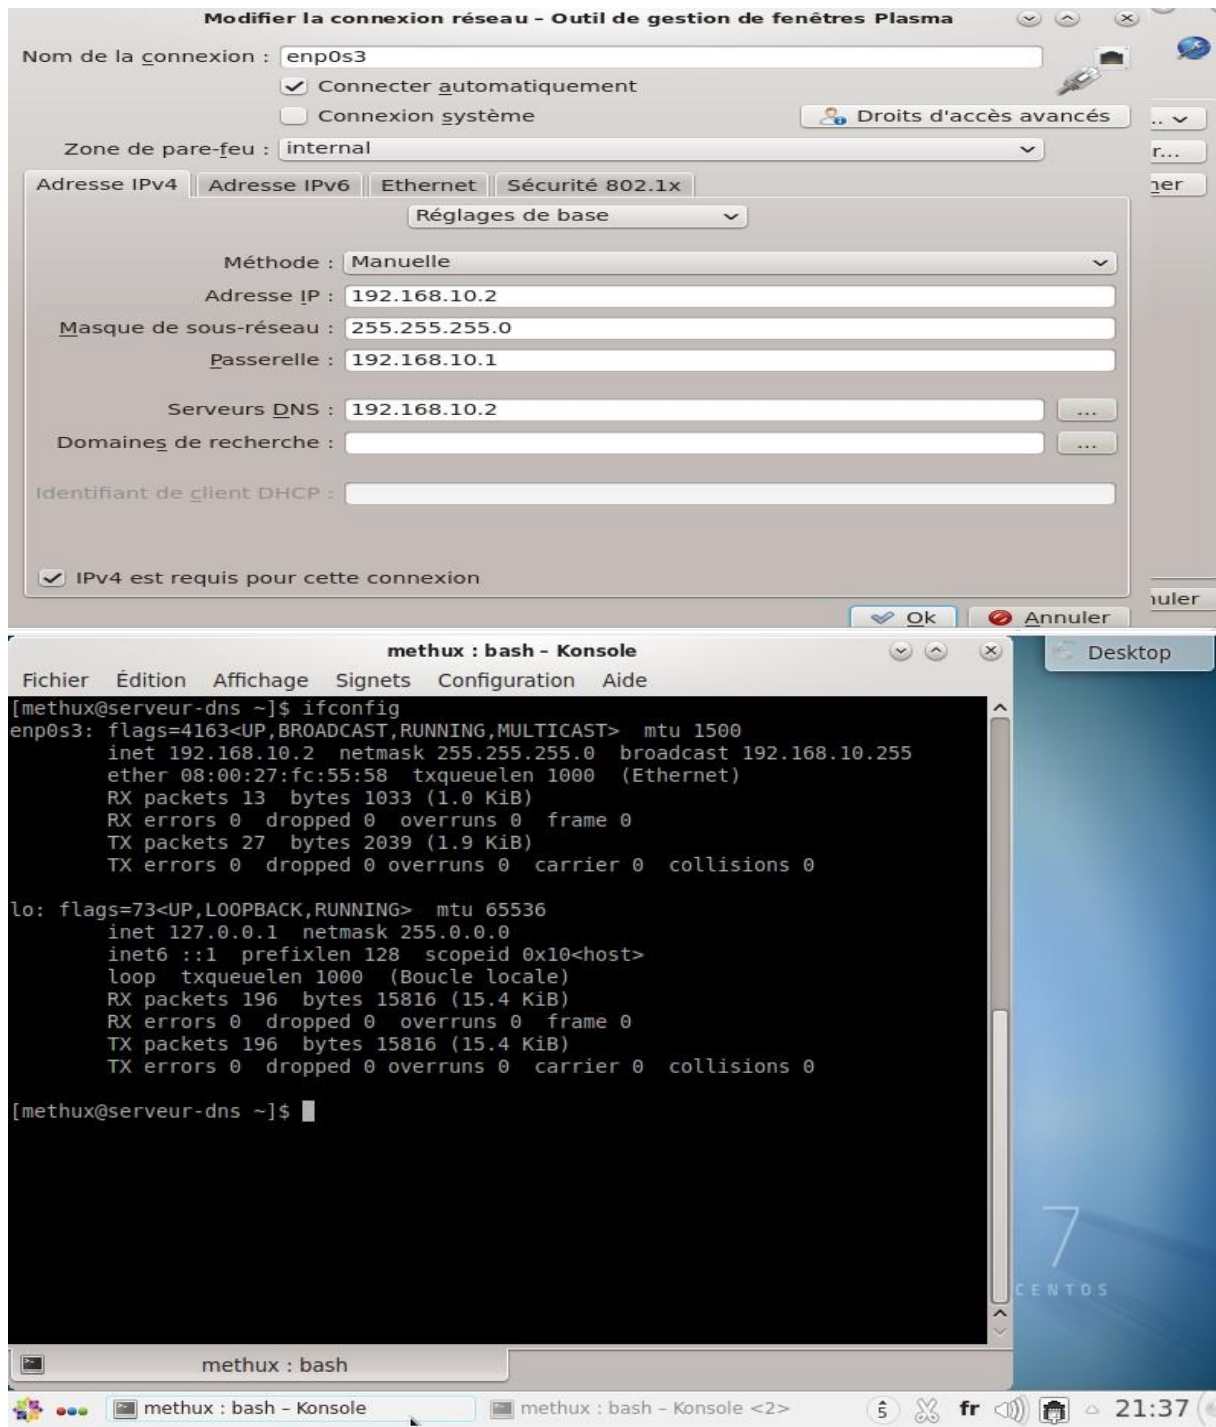 Modifier la connexion réseau – Outil de gestion de fenêtres Plasma
Nom de la connexion : enp0s3
Connecter automatiquement
Connexion système
Droits d'accès avancés
Zone de pare-feu : internal
Adresse IPv4 Adresse IPv6 Ethernet Sécurité 802.1x
Réglages de base
Méthode : Manuelle
Adresse IP : 192.168.10.2
Masque de sous-réseau : 255.255.255.0
Passerelle : 192.168.10.1
Serveurs DNS : 192.168.10.2 ...
Domaines de recherche : ...
Identifiant de client DHCP :
IPv4 est requis pour cette connexion
Ok Annuler
.. 
r...
her
nuler
methux : bash – Konsole
Desktop
Fichier Édition Affichage Signets Configuration Aide
[methux@serveur-dns ~]$ ifconfig
enp0s3: flags=4163<UP,BROADCAST,RUNNING,MULTICAST>  mtu 1500
        inet 192.168.10.2  netmask 255.255.255.0  broadcast 192.168.10.255
        ether 08:00:27:fc:55:58  txqueuelen 1000  (Ethernet)
        RX packets 13  bytes 1033 (1.0 KiB)
        RX errors 0  dropped 0  overruns 0  frame 0
        TX packets 27  bytes 2039 (1.9 KiB)
        TX errors 0  dropped 0 overruns 0  carrier 0  collisions 0
lo: flags=73<UP,LOOPBACK,RUNNING>  mtu 65536
        inet 127.0.0.1  netmask 255.0.0.0
        inet6 ::1  prefixlen 128  scopeid 0x10<host>
        loop  txqueuelen 1000  (Boucle locale)
        RX packets 196  bytes 15816 (15.4 KiB)
        RX errors 0  dropped 0  overruns 0  frame 0
        TX packets 196  bytes 15816 (15.4 KiB)
        TX errors 0  dropped 0 overruns 0  carrier 0  collisions 0
[methux@serveur-dns ~]$
7
CENTOS
methux : bash
methux : bash – Konsole
methux : bash – Konsole <2>
5
fr
21:37